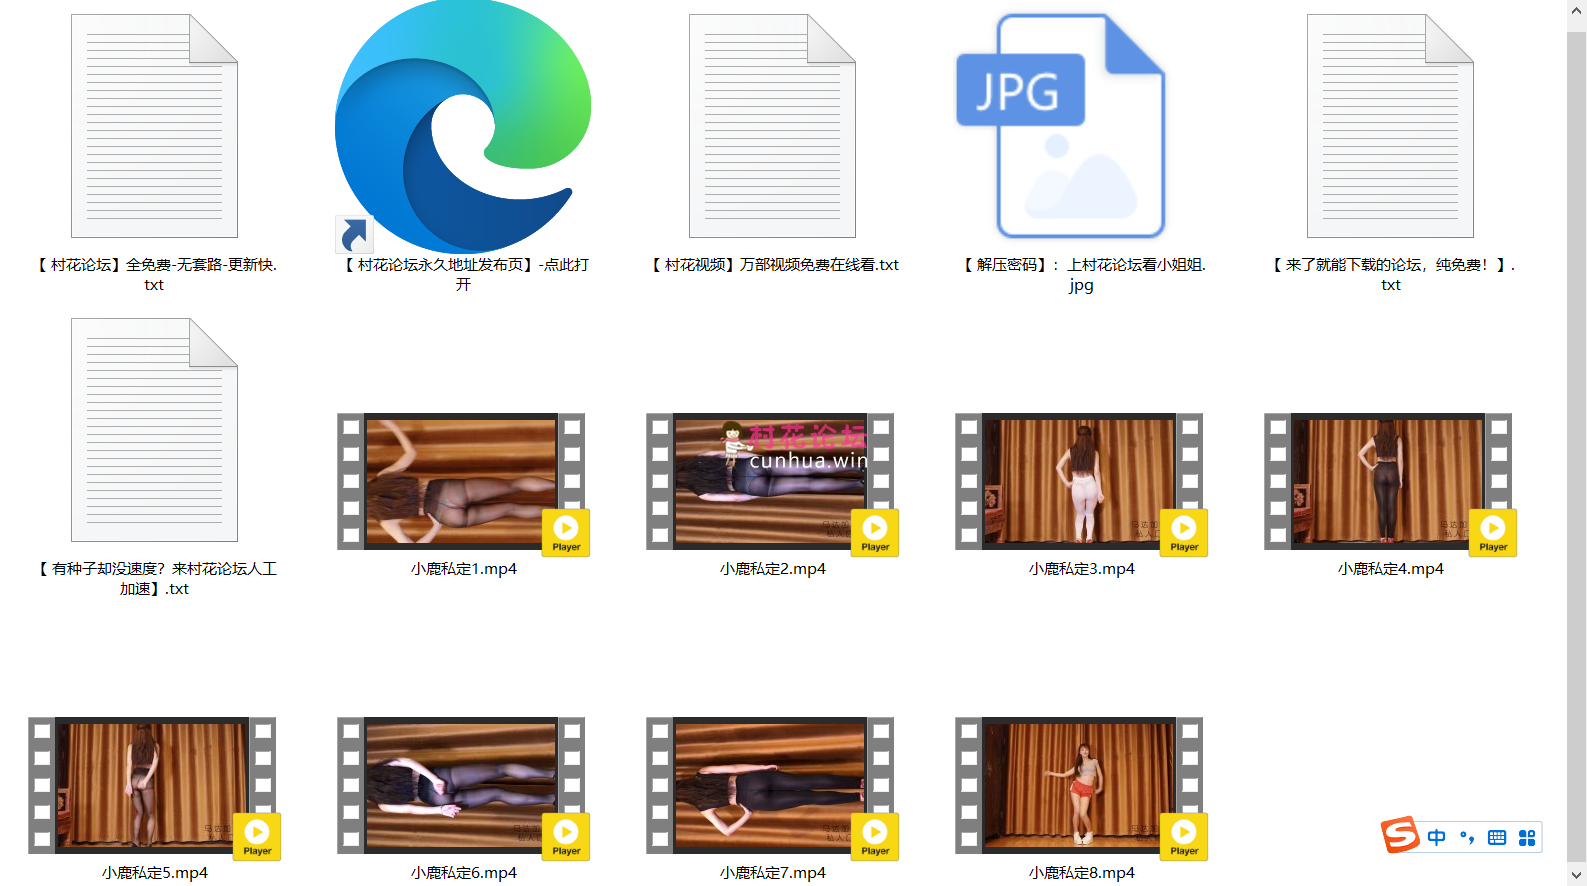 【 村花论坛】全免费-无套路-更新快.
txt
【 村花论坛永久地址发布页】-点此打
开
【 村花视频】万部视频免费在线看.txt
JPG
【 解压密码】：上村花论坛看小姐姐.
jpg
【 来了就能下载的论坛，纯免费！】.
txt
【 有种子却没速度？来村花论坛人工
加速】.txt
Player
小鹿私定1.mp4
村花论坛
cunhua.win
Player
小鹿私定2.mp4
Player
小鹿私定3.mp4
Player
小鹿私定4.mp4
Player
小鹿私定5.mp4
Player
小鹿私定6.mp4
Player
小鹿私定7.mp4
Player
小鹿私定8.mp4
S 中